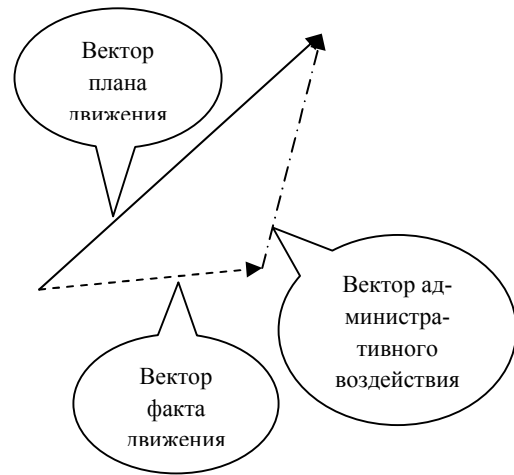 Вектор
плана
движения
Вектор ад-
министра-
тивного
воздействия
Вектор
факта
движения